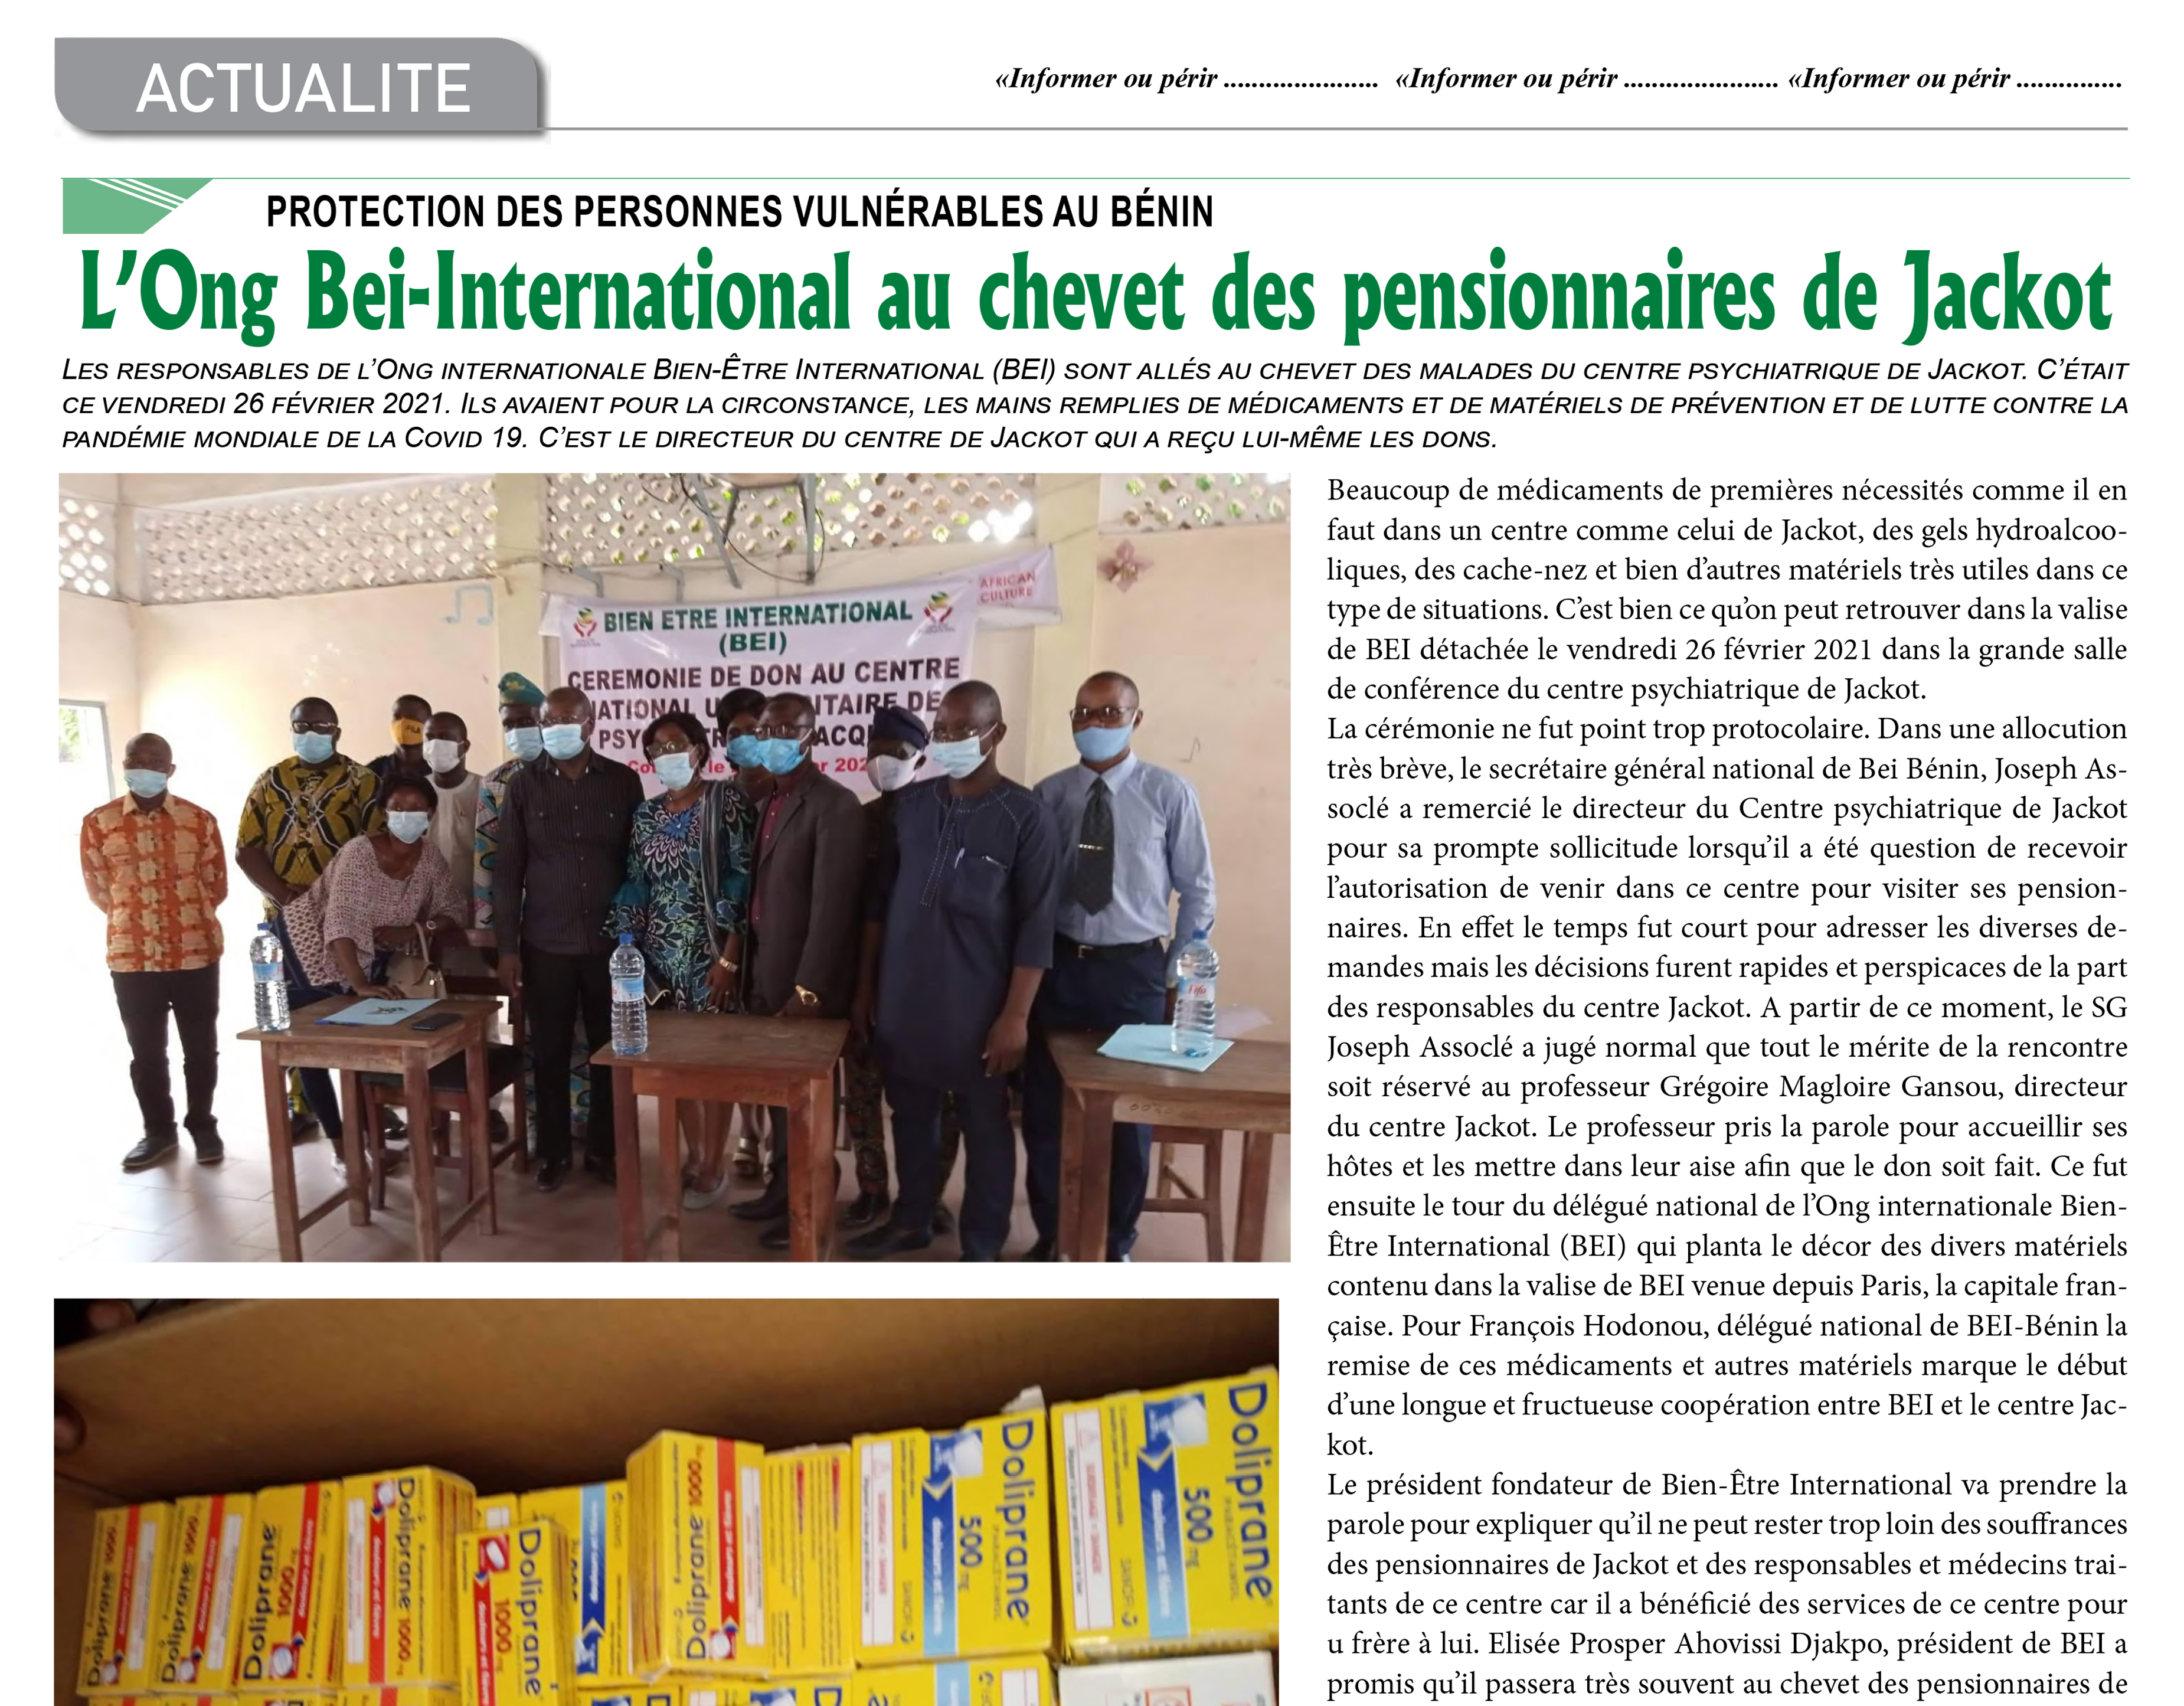 ACTUALITE
«Informer ou périr ...................... «Informer ou périr ...................... «Informer ou périr ...............
PROTECTION DES PERSONNES VULNÉRABLES AU BÉNIN
L'Ong Bei-International au chevet des pensionnaires de Jackot
Les responsables de l'Ong internationale Bien-Être International (BEI) sont allés au chevet des malades du centre psychiatrique de Jackot. C'était
ce vendredi 26 février 2021. Ils avaient pour la circonstance, les mains remplies de médicaments et de matériels de prévention et de lutte contre la
pandémie mondiale de la Covid 19. C'est le directeur du centre de Jackot qui a reçu lui-même les dons.
AFRICAN
CULTURE
BIEN ETRE INTERNATIONAL
(BEI)
CEREMONIE DE DON AU CENTRE
NATIONAL
DE
Fifa
Doliprane 1000
Doliprane 1000
Doliprane 1000
Doliprane 1000
Doliprane 1000
Doliprane 1000
Doliprane 500 mg
Doliprane 500 mg
Beaucoup de médicaments de premières nécessités comme il en
faut dans un centre comme celui de Jackot, des gels hydroalcoo-
liques, des cache-nez et bien d'autres matériels très utiles dans ce
type de situations. C'est bien ce qu'on peut retrouver dans la valise
de BEI détachée le vendredi 26 février 2021 dans la grande salle
de conférence du centre psychiatrique de Jackot.
La cérémonie ne fut point trop protocolaire. Dans une allocution
très brève, le secrétaire général national de Bei Bénin, Joseph As-
soclé a remercié le directeur du Centre psychiatrique de Jackot
pour sa prompte sollicitude lorsqu'il a été question de recevoir
l'autorisation de venir dans ce centre pour visiter ses pension-
naires. En effet le temps fut court pour adresser les diverses de-
mandes mais les décisions furent rapides et perspicaces de la part
des responsables du centre Jackot. A partir de ce moment, le SG
Joseph Assoclé a jugé normal que tout le mérite de la rencontre
soit réservé au professeur Grégoire Magloire Gansou, directeur
du centre Jackot. Le professeur pris la parole pour accueillir ses
hôtes et les mettre dans leur aise afin que le don soit fait. Ce fut
ensuite le tour du délégué national de l'Ong internationale Bien-
Être International (BEI) qui planta le décor des divers matériels
contenu dans la valise de BEI venue depuis Paris, la capitale fran-
çaise. Pour François Hodonou, délégué national de BEI-Bénin la
remise de ces médicaments et autres matériels marque le début
d'une longue et fructueuse coopération entre BEI et le centre Jac-
kot.
Le président fondateur de Bien-Être International va prendre la
parole pour expliquer qu'il ne peut rester trop loin des souffrances
des pensionnaires de Jackot et des responsables et médecins trai-
tants de ce centre car il a bénéficié des services de ce centre pour
u frère à lui. Elisée Prosper Ahovissi Djakpo, président de BEI a
promis qu'il passera très souvent au chevet des pensionnaires de